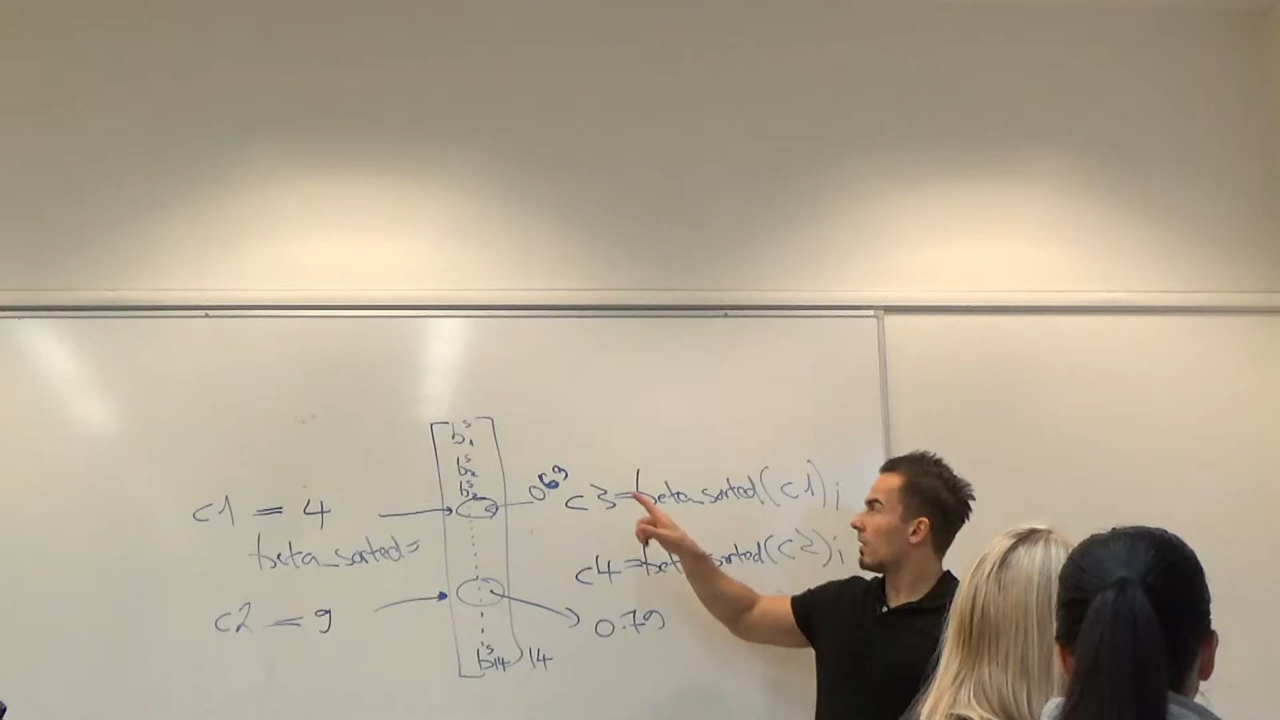 b₁ˢ
b₂ˢ
b₃ˢ
0.69
c3 = beta_sorted(c1);
c1 = 4
beta_sorted =
c4 = beta_sorted(c2);
c2 = 9
0.79
b₁₄ˢ 14